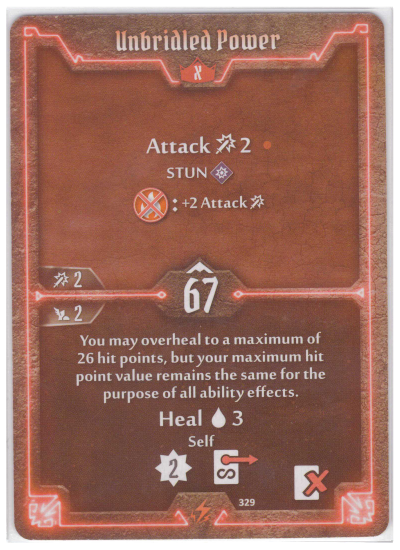 Unbridled Power
א
Attack 2
STUN
: +2 Attack
2
67
2
You may overheal to a maximum of
26 hit points, but your maximum hit
point value remains the same for the
purpose of all ability effects.
Heal 3
Self
2
329